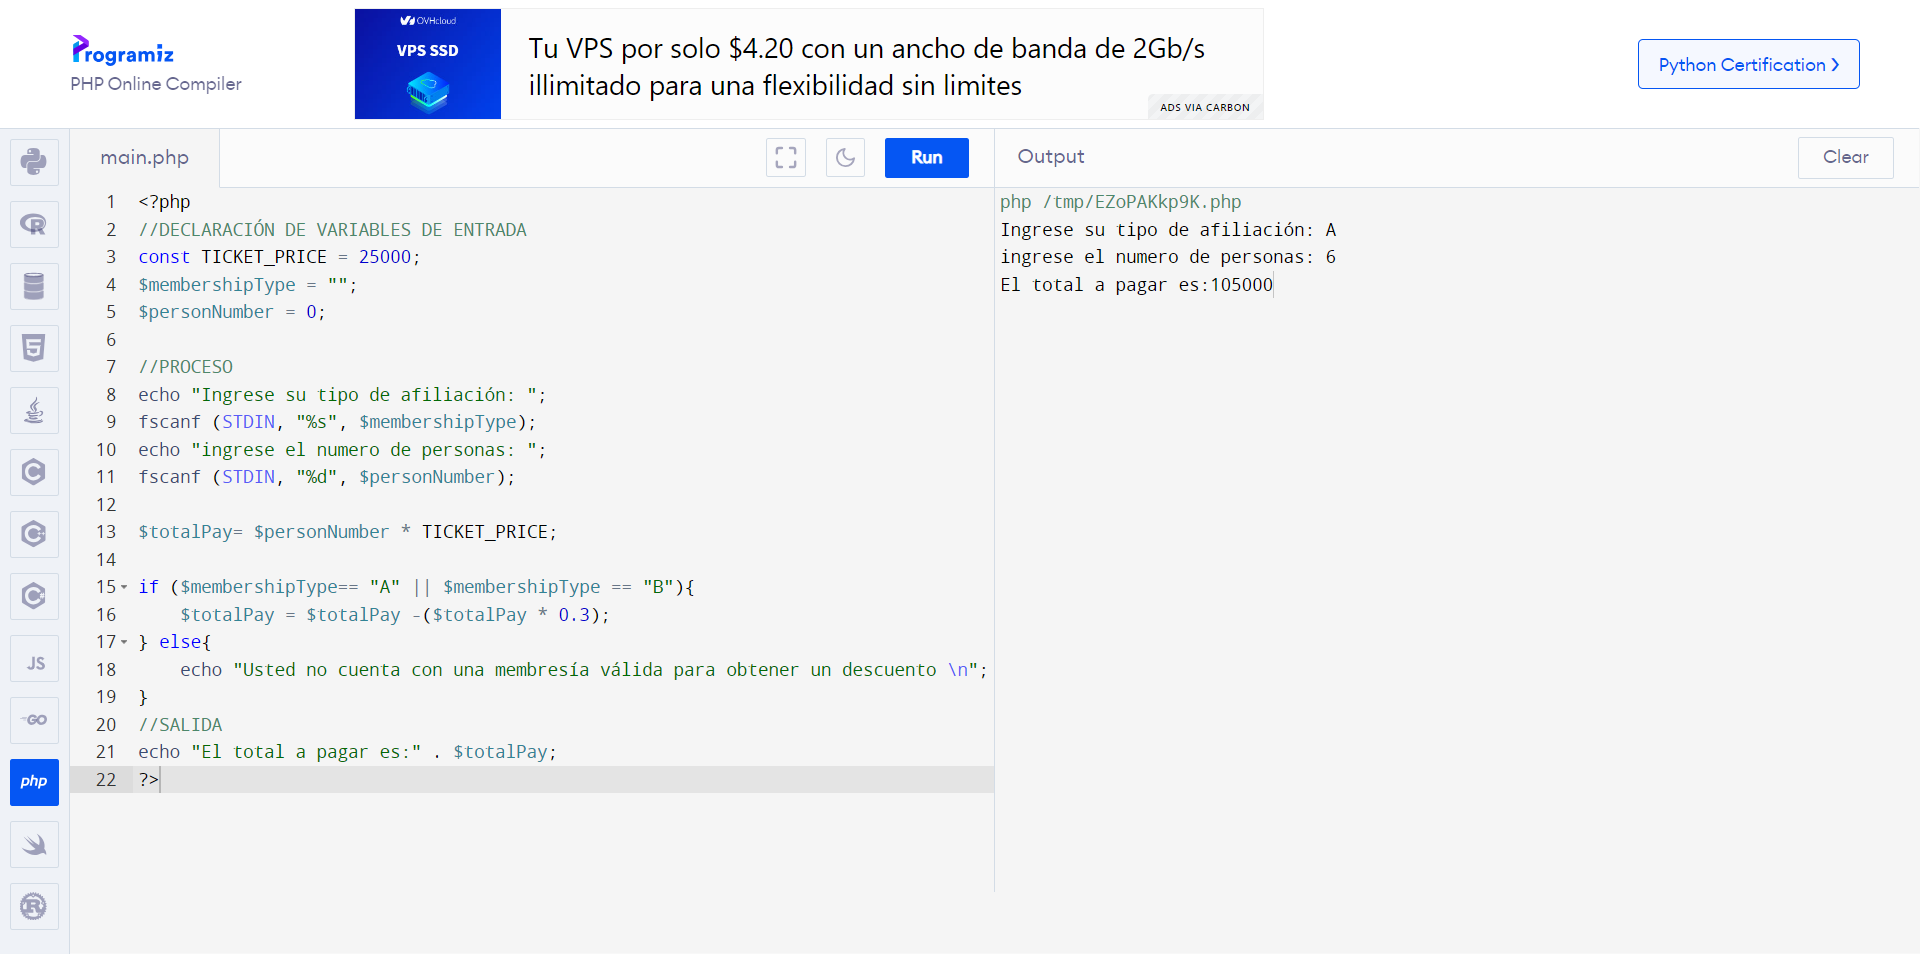 Programiz
PHP Online Compiler
OVHcloud
VPS SSD
Tu VPS por solo $4.20 con un ancho de banda de 2Gb/s
illimitado para una flexibilidad sin limites
ADS VIA CARBON
Python Certification
main.php
Run
Output
Clear
1 <?php
2 //DECLARACIÓN DE VARIABLES DE ENTRADA
3 const TICKET_PRICE = 25000;
4 $membershipType = "";
5 $personNumber = 0;
6
7 //PROCESO
8 echo "Ingrese su tipo de afiliación: ";
9 fscanf (STDIN, "%s", $membershipType);
10 echo "ingrese el numero de personas: ";
11 fscanf (STDIN, "%d", $personNumber);
12
13 $totalPay= $personNumber * TICKET_PRICE;
14
15 if ($membershipType== "A" || $membershipType == "B"){
16     $totalPay = $totalPay -($totalPay * 0.3);
17 } else{
18     echo "Usted no cuenta con una membresía válida para obtener un descuento \n";
19 }
20 //SALIDA
21 echo "El total a pagar es:" . $totalPay;
22 ?>
php /tmp/EZoPAKkp9K.php
Ingrese su tipo de afiliación: A
ingrese el numero de personas: 6
El total a pagar es:105000
R
5
C
C
C
JS
GO
php
R